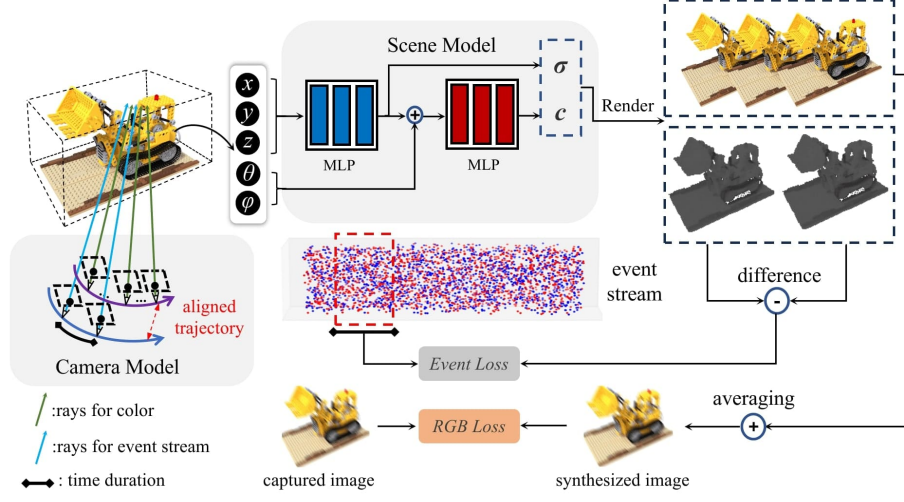 Scene Model
x
y
z
θ
φ
MLP
MLP
σ
c
Render
...
...
aligned
trajectory
Camera Model
event
stream
difference
-
Event Loss
:rays for color
:rays for event stream
: time duration
captured image
RGB Loss
synthesized image
averaging
+
+